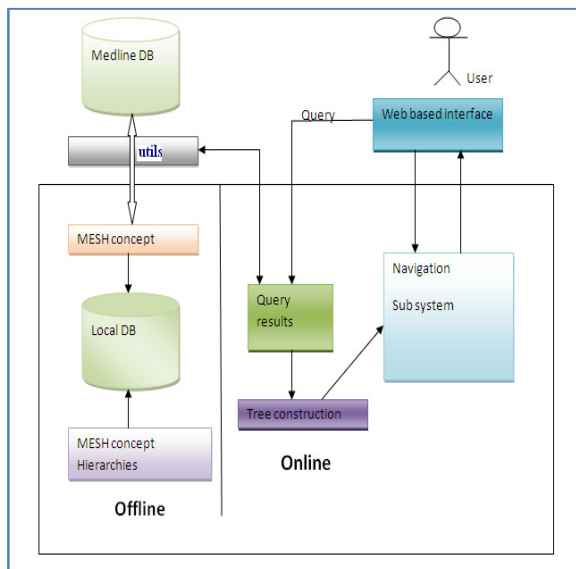 Medline DB
User
Query
Web based interface
utils
MESH concept
Navigation
Sub system
Query
results
Local DB
Tree construction
MESH concept
Hierarchies
Online
Offline